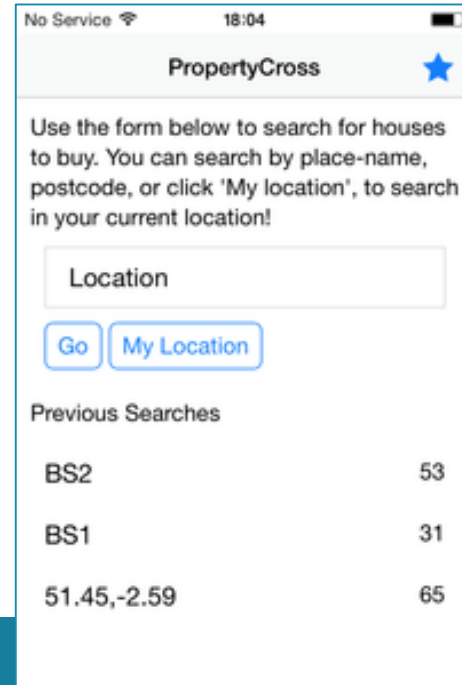 No Service 18:04
PropertyCross
Use the form below to search for houses
to buy. You can search by place-name,
postcode, or click 'My location', to search
in your current location!
Location
Go My Location
Previous Searches
BS2 53
BS1 31
51.45,-2.59 65